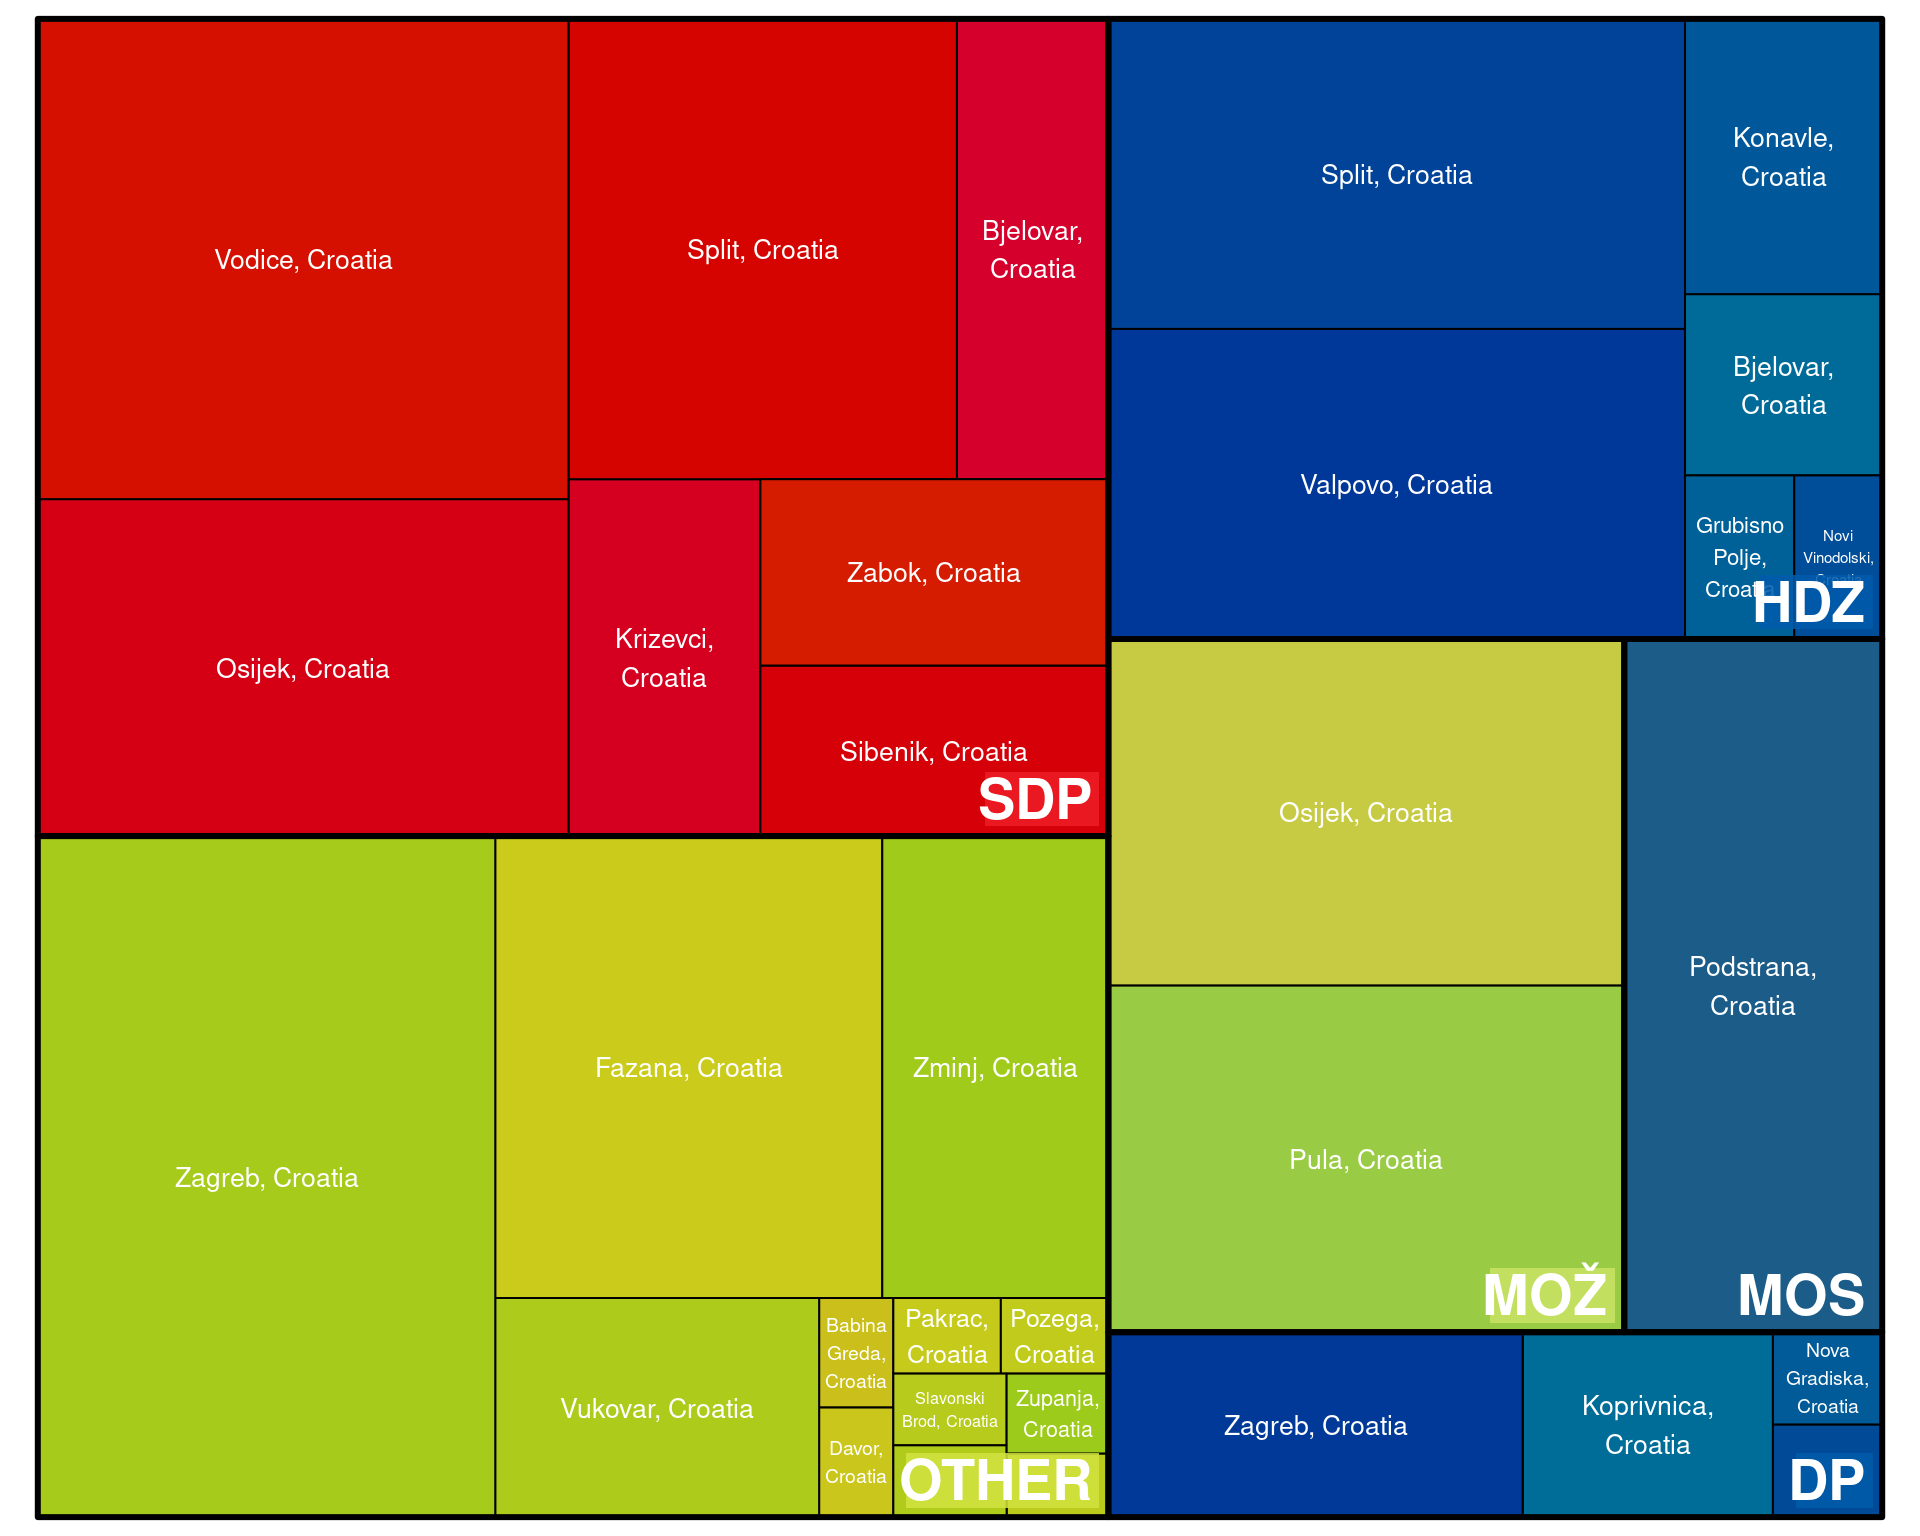 Vodice, Croatia
Split, Croatia
Bjelovar,
Croatia
Osijek, Croatia
Krizevci,
Croatia
Zabok, Croatia
Sibenik, Croatia
SDP
Split, Croatia
Konavle,
Croatia
Valpovo, Croatia
Bjelovar,
Croatia
Grubisno
Polje,
Croatia
Novi
Vinodolski,
Croatia
HDZ
Zagreb, Croatia
Fazana, Croatia
Zminj, Croatia
Vukovar, Croatia
Babina
Greda,
Croatia
Davor,
Croatia
Pakrac,
Croatia
Pozega,
Croatia
Slavonski
Brod, Croatia
Zupanja,
Croatia
OTHER
Osijek, Croatia
Pula, Croatia
MOŽ
Podstrana,
Croatia
MOS
Zagreb, Croatia
Koprivnica,
Croatia
Nova
Gradiska,
Croatia
DP